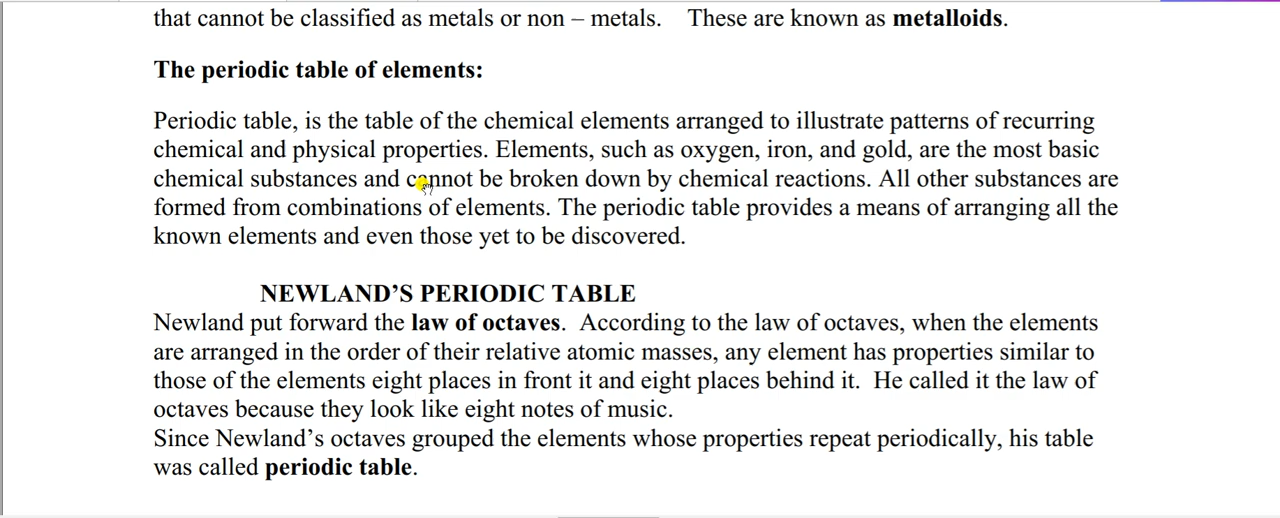 that cannot be classified as metals or non – metals. These are known as metalloids.
The periodic table of elements:
Periodic table, is the table of the chemical elements arranged to illustrate patterns of recurring
chemical and physical properties. Elements, such as oxygen, iron, and gold, are the most basic
chemical substances and cannot be broken down by chemical reactions. All other substances are
formed from combinations of elements. The periodic table provides a means of arranging all the
known elements and even those yet to be discovered.
NEWLAND’S PERIODIC TABLE
Newland put forward the law of octaves. According to the law of octaves, when the elements
are arranged in the order of their relative atomic masses, any element has properties similar to
those of the elements eight places in front it and eight places behind it. He called it the law of
octaves because they look like eight notes of music.
Since Newland’s octaves grouped the elements whose properties repeat periodically, his table
was called periodic table.